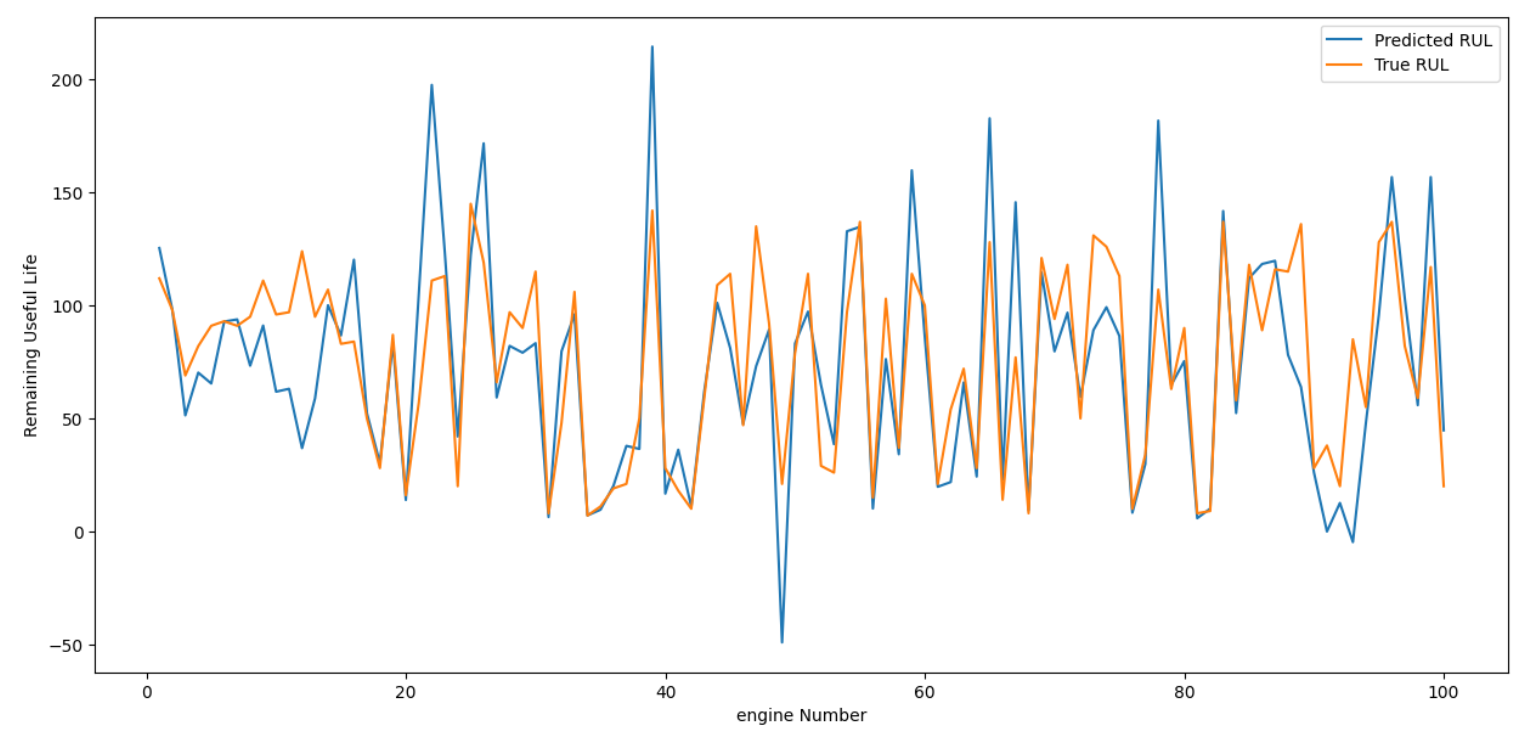 Predicted RUL
True RUL
Remaining Useful Life
200
150
100
50
0
−50
0 20 40 60 80 100
engine Number